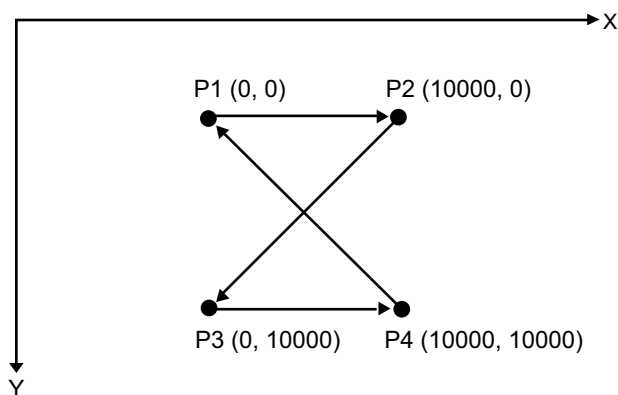 X
P1 (0, 0)
P2 (10000, 0)
P3 (0, 10000)
P4 (10000, 10000)
Y